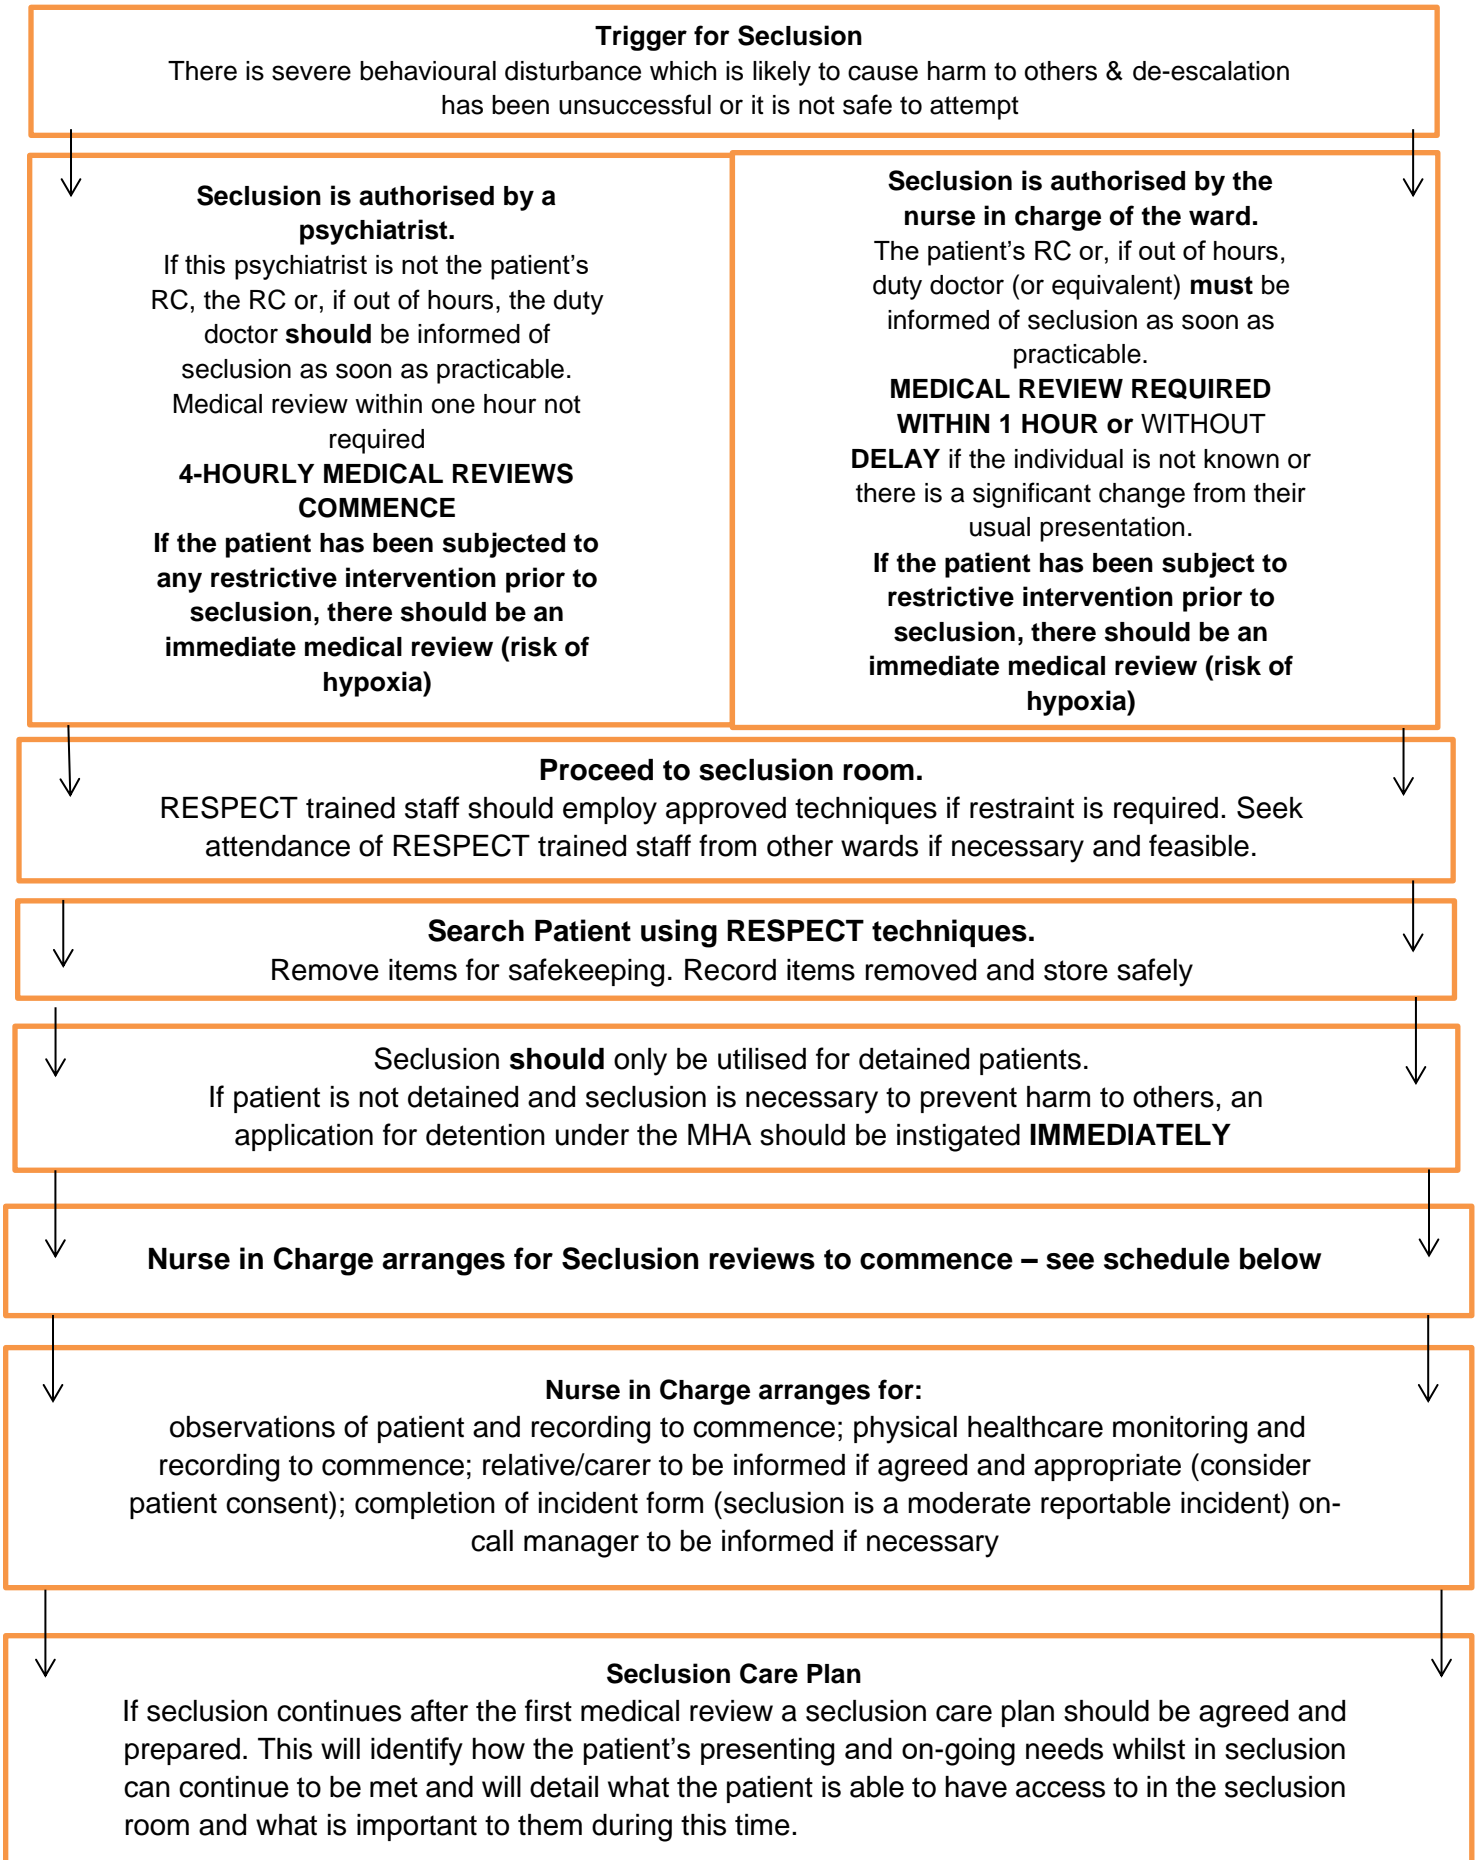 Trigger for Seclusion
There is severe behavioural disturbance which is likely to cause harm to others & de-escalation
has been unsuccessful or it is not safe to attempt
Seclusion is authorised by a
psychiatrist.
If this psychiatrist is not the patient's
RC, the RC or, if out of hours, the duty
doctor should be informed of
seclusion as soon as practicable.
Medical review within one hour not
required
4-HOURLY MEDICAL REVIEWS
COMMENCE
If the patient has been subjected to
any restrictive intervention prior to
seclusion, there should be an
immediate medical review (risk of
hypoxia)
Seclusion is authorised by the
nurse in charge of the ward.
The patient's RC or, if out of hours,
duty doctor (or equivalent) must be
informed of seclusion as soon as
practicable.
MEDICAL REVIEW REQUIRED
WITHIN 1 HOUR or WITHOUT
DELAY if the individual is not known or
there is a significant change from their
usual presentation.
If the patient has been subject to
restrictive intervention prior to
seclusion, there should be an
immediate medical review (risk of
hypoxia)
Proceed to seclusion room.
RESPECT trained staff should employ approved techniques if restraint is required. Seek
attendance of RESPECT trained staff from other wards if necessary and feasible.
Search Patient using RESPECT techniques.
Remove items for safekeeping. Record items removed and store safely
Seclusion should only be utilised for detained patients.
If patient is not detained and seclusion is necessary to prevent harm to others, an
application for detention under the MHA should be instigated IMMEDIATELY
Nurse in Charge arranges for Seclusion reviews to commence – see schedule below
Nurse in Charge arranges for:
observations of patient and recording to commence; physical healthcare monitoring and
recording to commence; relative/carer to be informed if agreed and appropriate (consider
patient consent); completion of incident form (seclusion is a moderate reportable incident) on-
call manager to be informed if necessary
Seclusion Care Plan
If seclusion continues after the first medical review a seclusion care plan should be agreed and
prepared. This will identify how the patient's presenting and on-going needs whilst in seclusion
can continue to be met and will detail what the patient is able to have access to in the seclusion
room and what is important to them during this time.